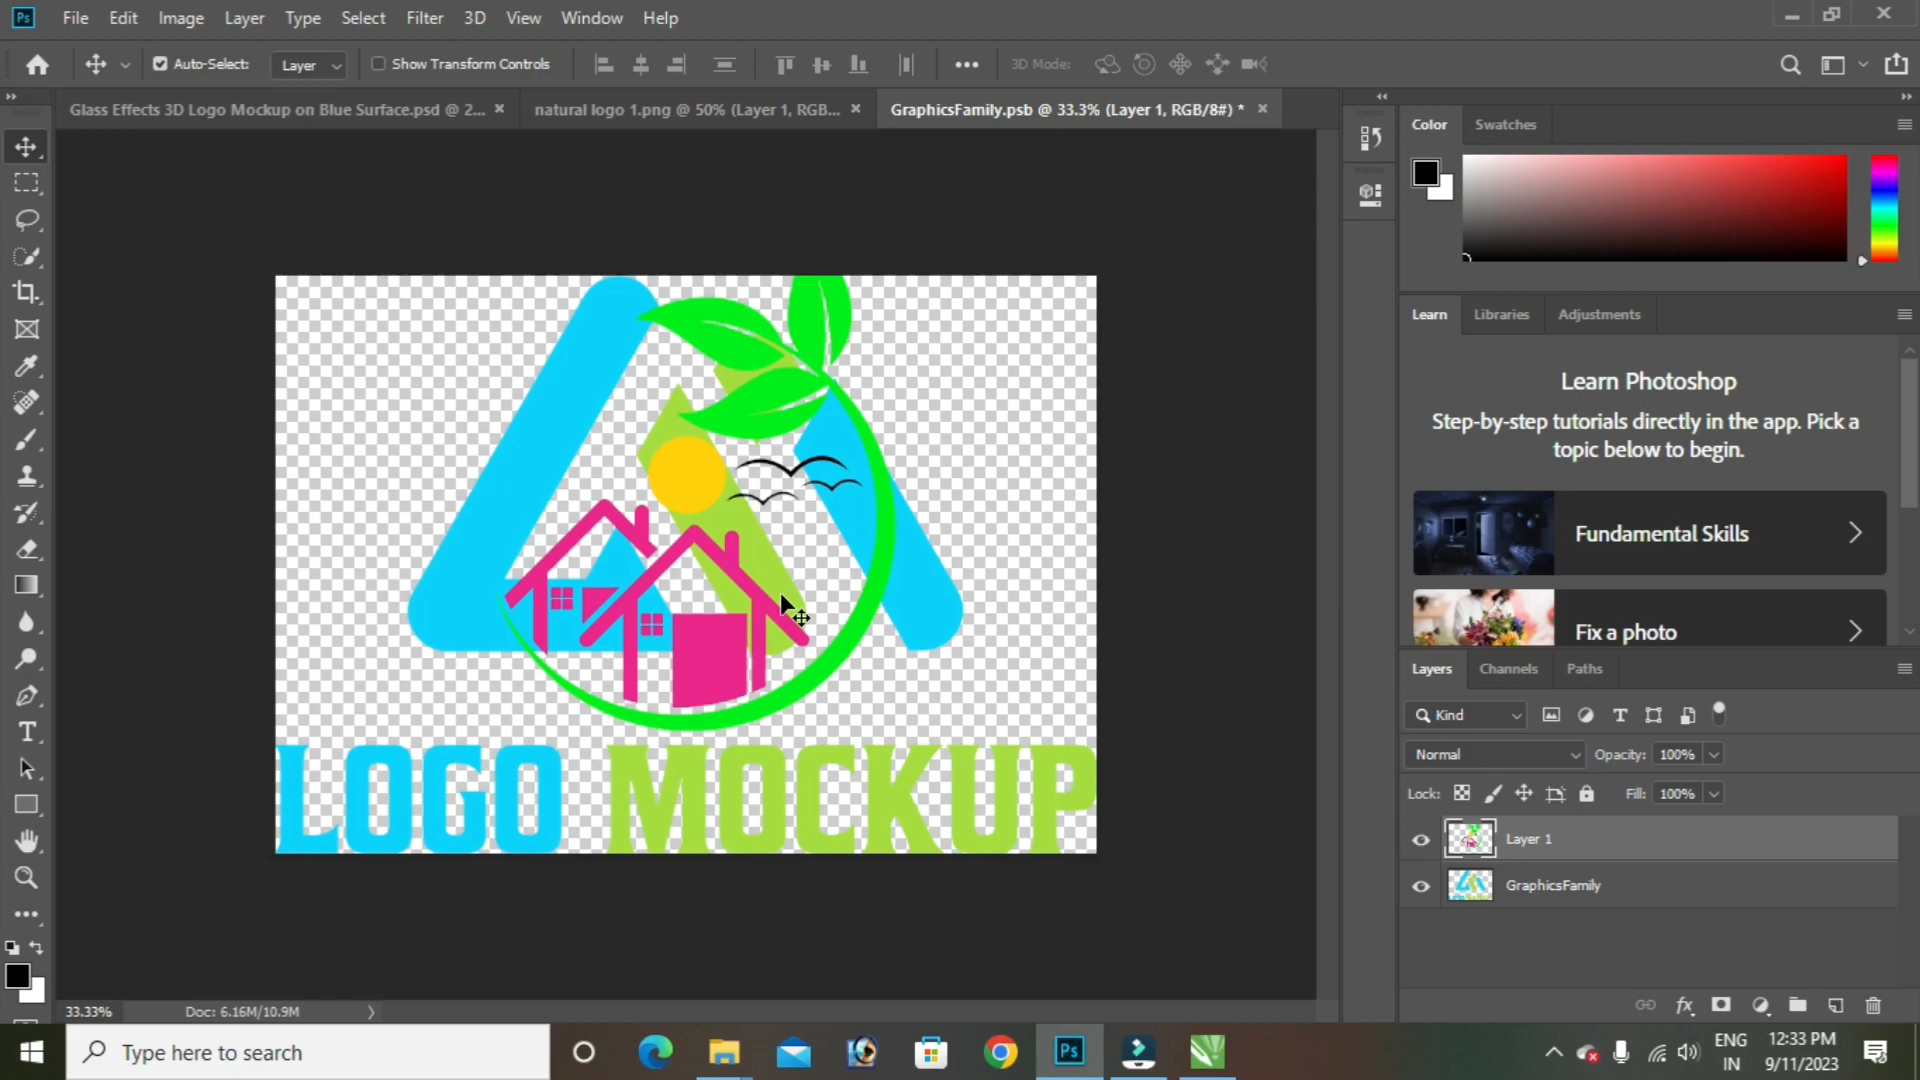 Ps File Edit Image Layer Type Select Filter 3D View Window Help
Auto-Select: Layer Show Transform Controls 3D Mode:
Glass Effects 3D Logo Mockup on Blue Surface.psd @ 2... natural logo 1.png @ 50% (Layer 1, RGB... GraphicsFamily.psb @ 33.3% (Layer 1, RGB/8#) *
Color Swatches
Learn Libraries Adjustments
Learn Photoshop
Step-by-step tutorials directly in the app. Pick a
topic below to begin.
Fundamental Skills
Fix a photo
LOGO MOCKUP
Layers Channels Paths
Kind
Normal Opacity: 100%
Lock: Fill: 100%
Layer 1
GraphicsFamily
fx
33.33% Doc: 6.16M/10.9M
Type here to search
Ps
ENG
IN
12:33 PM
9/11/2023